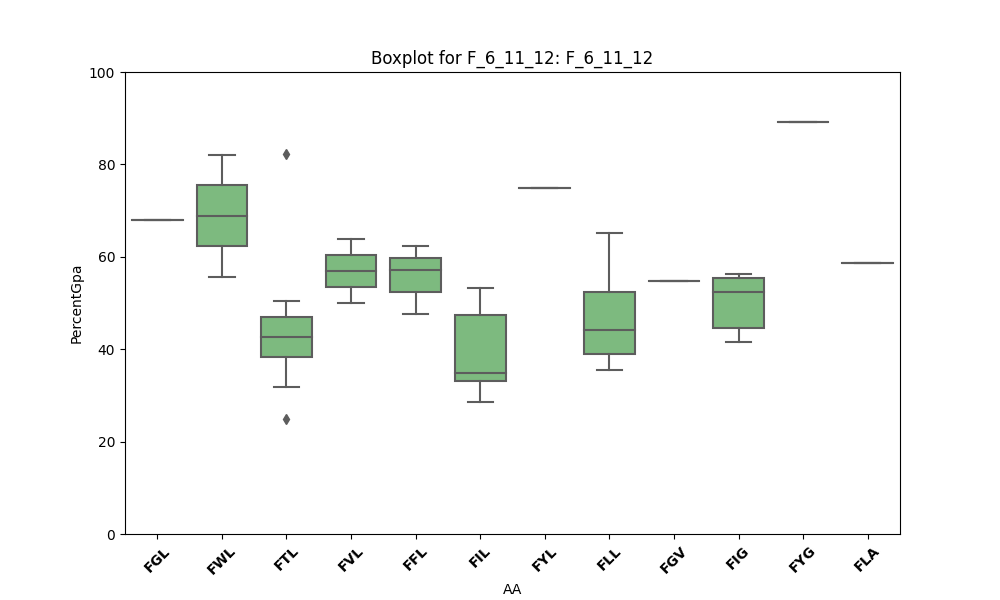 Boxplot for F_6_11_12: F_6_11_12
100
80
60
40
20
0
PercentGpa
FGL FWL FTL FVL FFL FIL FYL FLL FGV FIG FYG FLA
AA